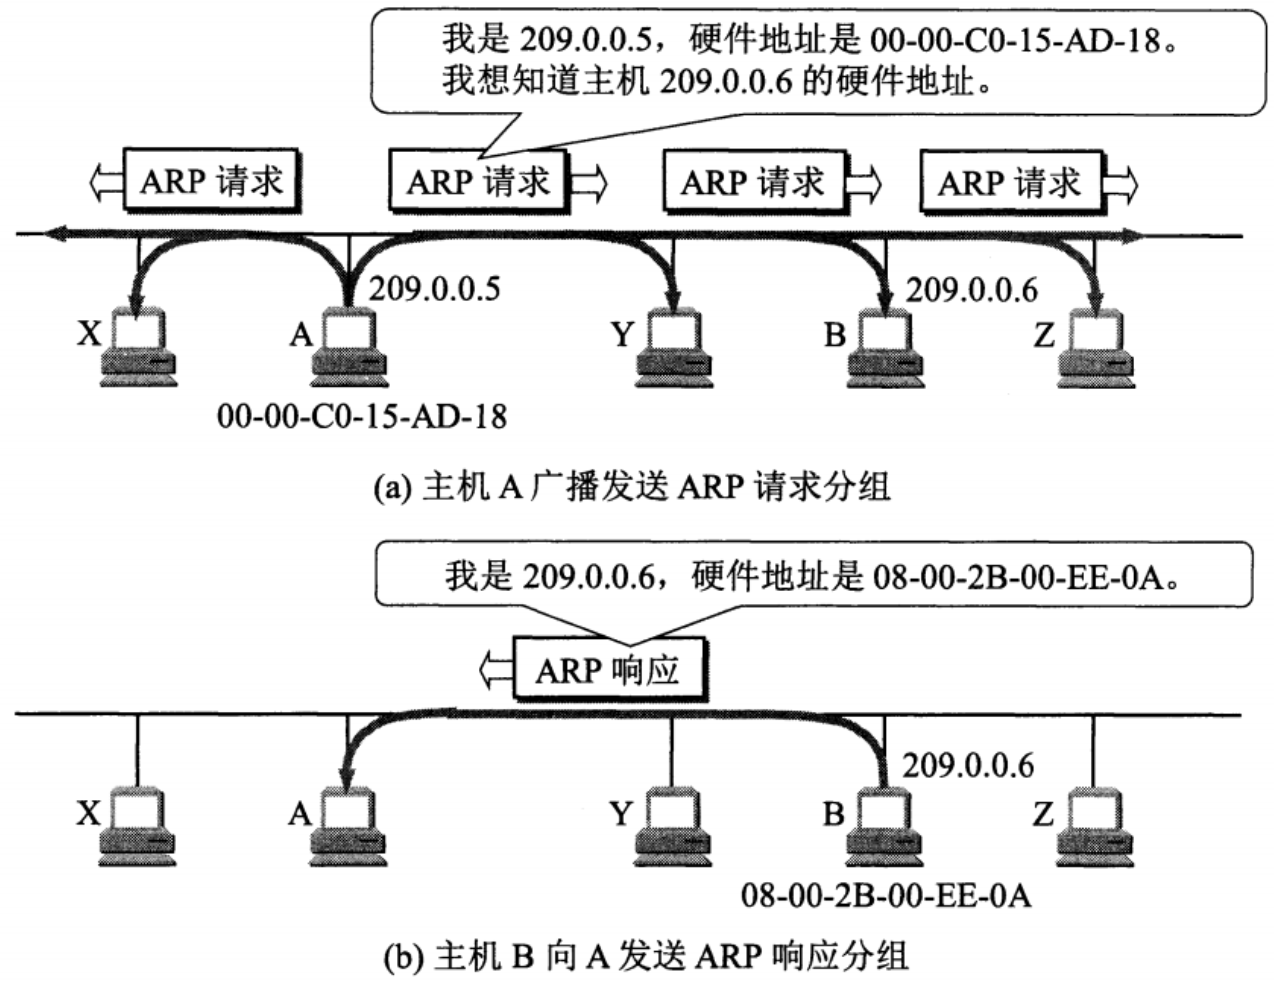 我是 209.0.0.5，硬件地址是 00-00-C0-15-AD-18。
我想知道主机 209.0.0.6 的硬件地址。
ARP 请求
ARP 请求
ARP 请求
ARP 请求
209.0.0.5
209.0.0.6
X
A
Y
B
Z
00-00-C0-15-AD-18
(a) 主机 A 广播发送 ARP 请求分组
我是 209.0.0.6，硬件地址是 08-00-2B-00-EE-0A。
ARP 响应
209.0.0.6
X
A
Y
B
Z
08-00-2B-00-EE-0A
(b) 主机 B 向 A 发送 ARP 响应分组